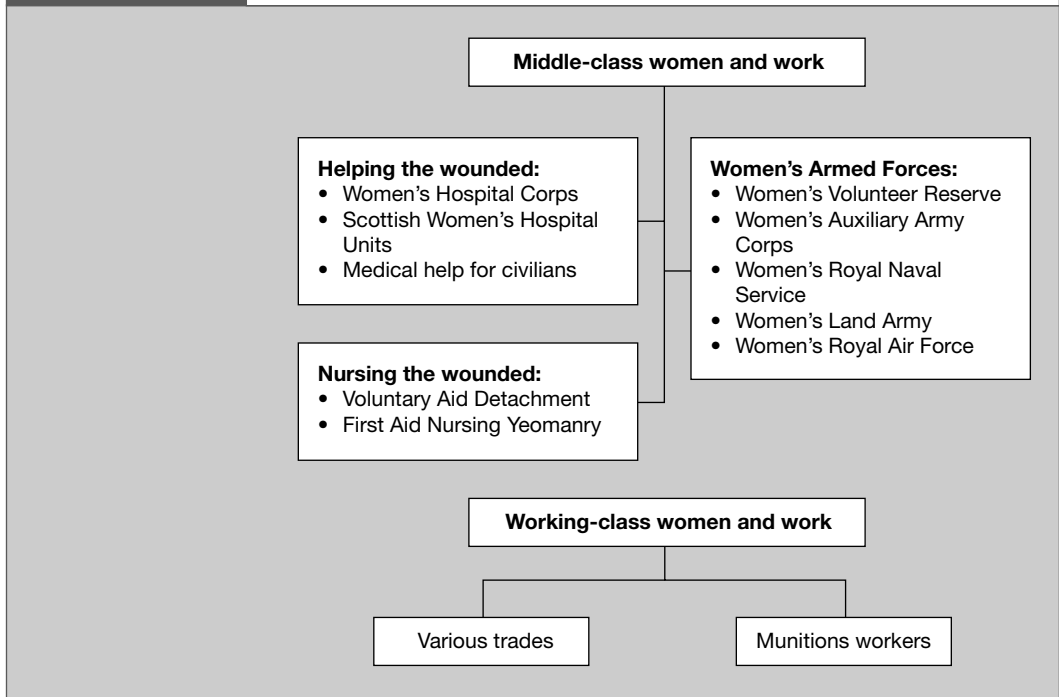 Middle-class women and work
Helping the wounded:
• Women's Hospital Corps
• Scottish Women's Hospital
Units
• Medical help for civilians
Women's Armed Forces:
• Women's Volunteer Reserve
• Women's Auxiliary Army
Corps
• Women's Royal Naval
Service
• Women's Land Army
• Women's Royal Air Force
Nursing the wounded:
• Voluntary Aid Detachment
• First Aid Nursing Yeomanry
Working-class women and work
Various trades
Munitions workers